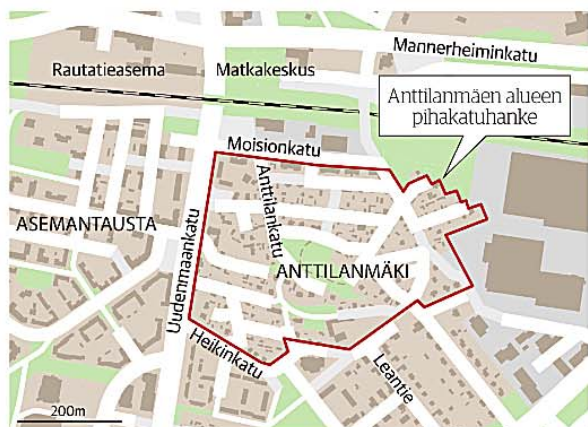 Mannerheiminkatu
Rautatieasema
Matkakeskus
Anttilanmäen alueen
pihakatuhanke
Moisionkatu
Anttilankatu
ASEMANTAUSTA
Uudenmaankatu
ANTTILANMÄKI
Heikinkatu
Leantie
200m